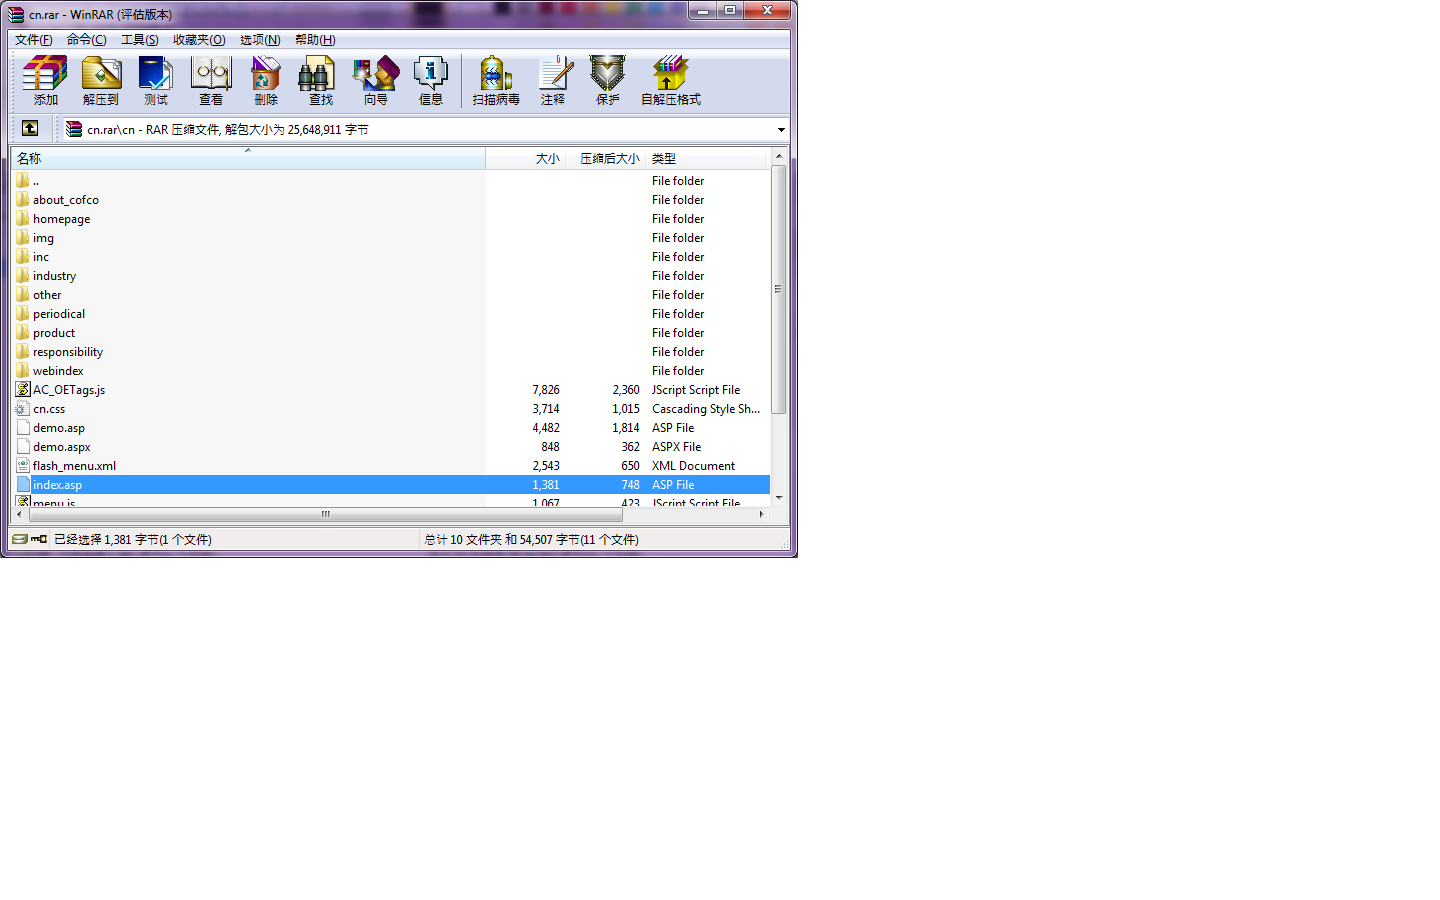 cn.rar - WinRAR (评估版本)
文件(F) 命令(C) 工具(S) 收藏夹(O) 选项(N) 帮助(H)
添加 解压到 测试 查看 删除 查找 向导 信息 扫描病毒 注释 保护 自解压格式
cn.rar\cn - RAR 压缩文件, 解包大小为 25,648,911 字节
名称 大小 压缩后大小 类型
.. File folder
about_cofco File folder
homepage File folder
img File folder
inc File folder
industry File folder
other File folder
periodical File folder
product File folder
responsibility File folder
webindex File folder
AC_OETags.js 7,826 2,360 JScript Script File
cn.css 3,714 1,015 Cascading Style Sh...
demo.asp 4,482 1,814 ASP File
demo.aspx 848 362 ASPX File
flash_menu.xml 2,543 650 XML Document
index.asp 1,381 748 ASP File
menu.js 1,067 423 JScript Script File
已经选择 1,381 字节(1 个文件) 总计 10 文件夹 和 54,507 字节(11 个文件)